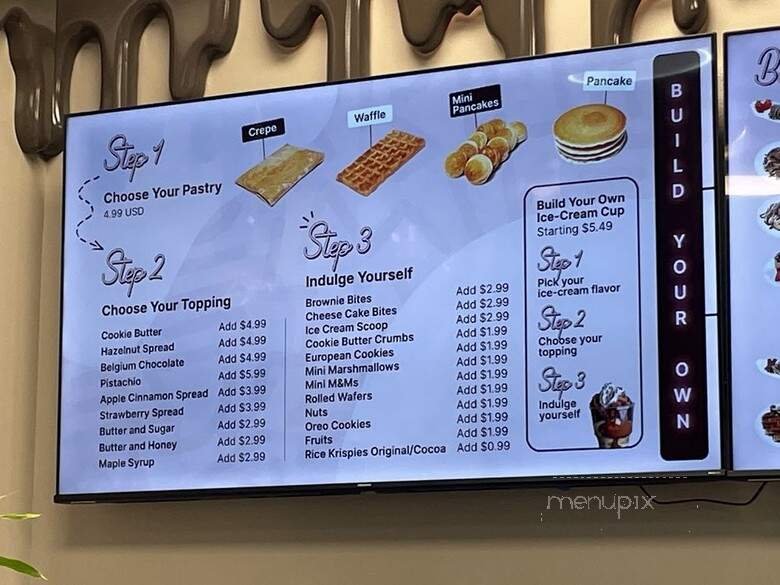 Crepe
Waffle
Mini
Pancakes
Pancake
Step 1
Choose Your Pastry
4.99 USD
Step 2
Choose Your Topping
Cookie Butter Add $4.99
Hazelnut Spread Add $4.99
Belgium Chocolate Add $4.99
Pistachio Add $5.99
Apple Cinnamon Spread Add $3.99
Strawberry Spread Add $3.99
Butter and Sugar Add $2.99
Butter and Honey Add $2.99
Maple Syrup Add $2.99
Step 3
Indulge Yourself
Brownie Bites Add $2.99
Cheese Cake Bites Add $2.99
Ice Cream Scoop Add $2.99
Cookie Butter Crumbs Add $1.99
European Cookies Add $1.99
Mini Marshmallows Add $1.99
Mini M&Ms Add $1.99
Rolled Wafers Add $1.99
Nuts Add $1.99
Oreo Cookies Add $1.99
Fruits Add $1.99
Rice Krispies Original/Cocoa Add $0.99
Build Your Own
Ice-Cream Cup
Starting $5.49
Step 1
Pick your
ice-cream flavor
Step 2
Choose your
topping
Step 3
Indulge
yourself
BUILD YOUR OWN
menupix